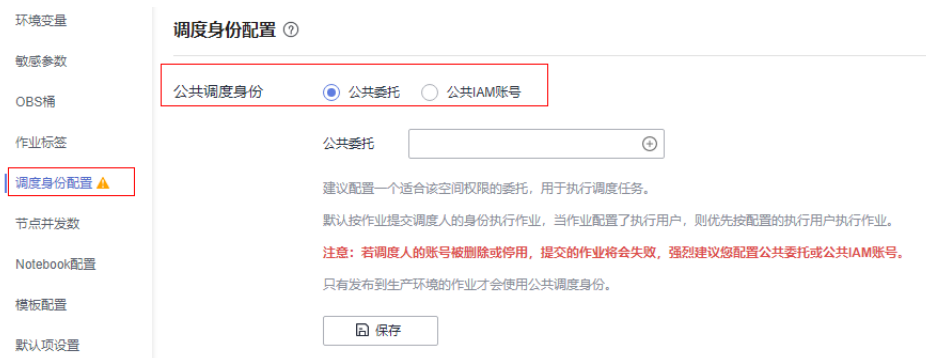 环境变量
敏感参数
OBS桶
作业标签
调度身份配置
节点并发数
Notebook配置
模板配置
默认项设置
调度身份配置
公共调度身份 公共委托 公共IAM账号
公共委托
建议配置一个适合该空间权限的委托，用于执行调度任务。
默认按作业提交调度人的身份执行作业，当作业配置了执行用户，则优先按配置的执行用户执行作业。
注意：若调度人的账号被删除或停用，提交的作业将会失败，强烈建议您配置公共委托或公共IAM账号。
只有发布到生产环境的作业才会使用公共调度身份。
保存